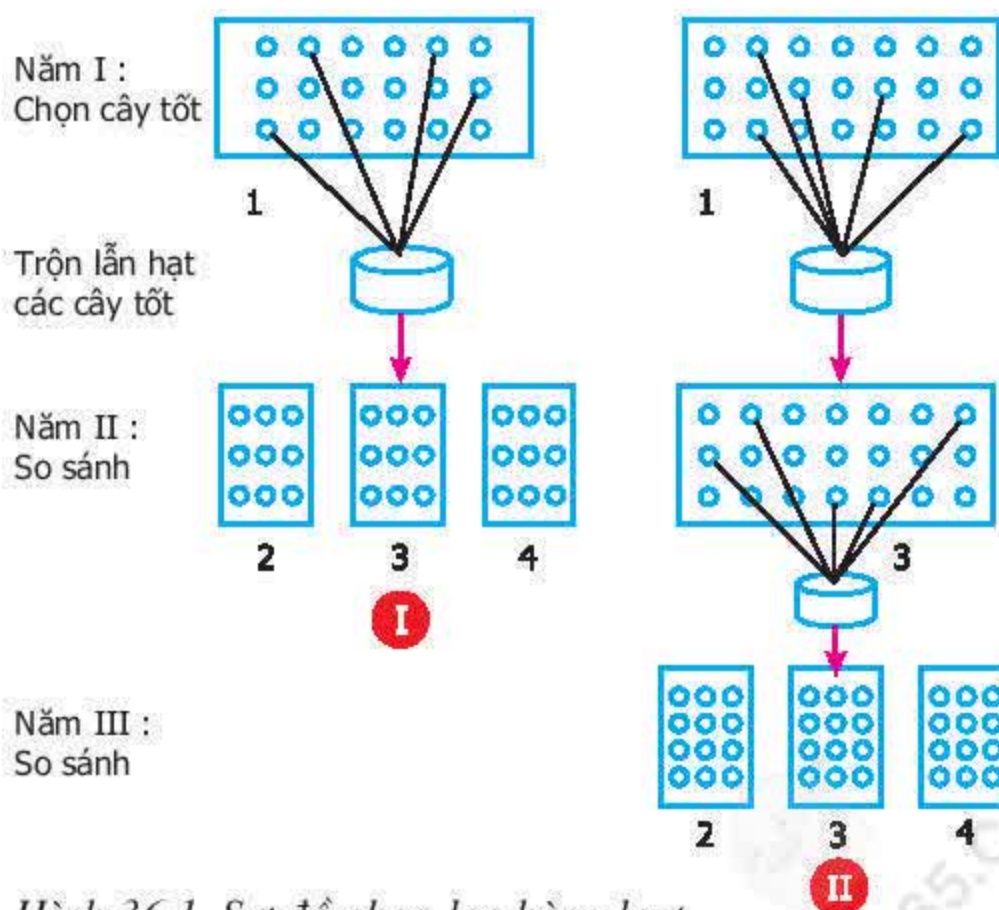 Năm I :
Chọn cây tốt
1
1
Trộn lẫn hạt
các cây tốt
Năm II :
So sánh
2
3
4
3
I
Năm III :
So sánh
2
3
4
II